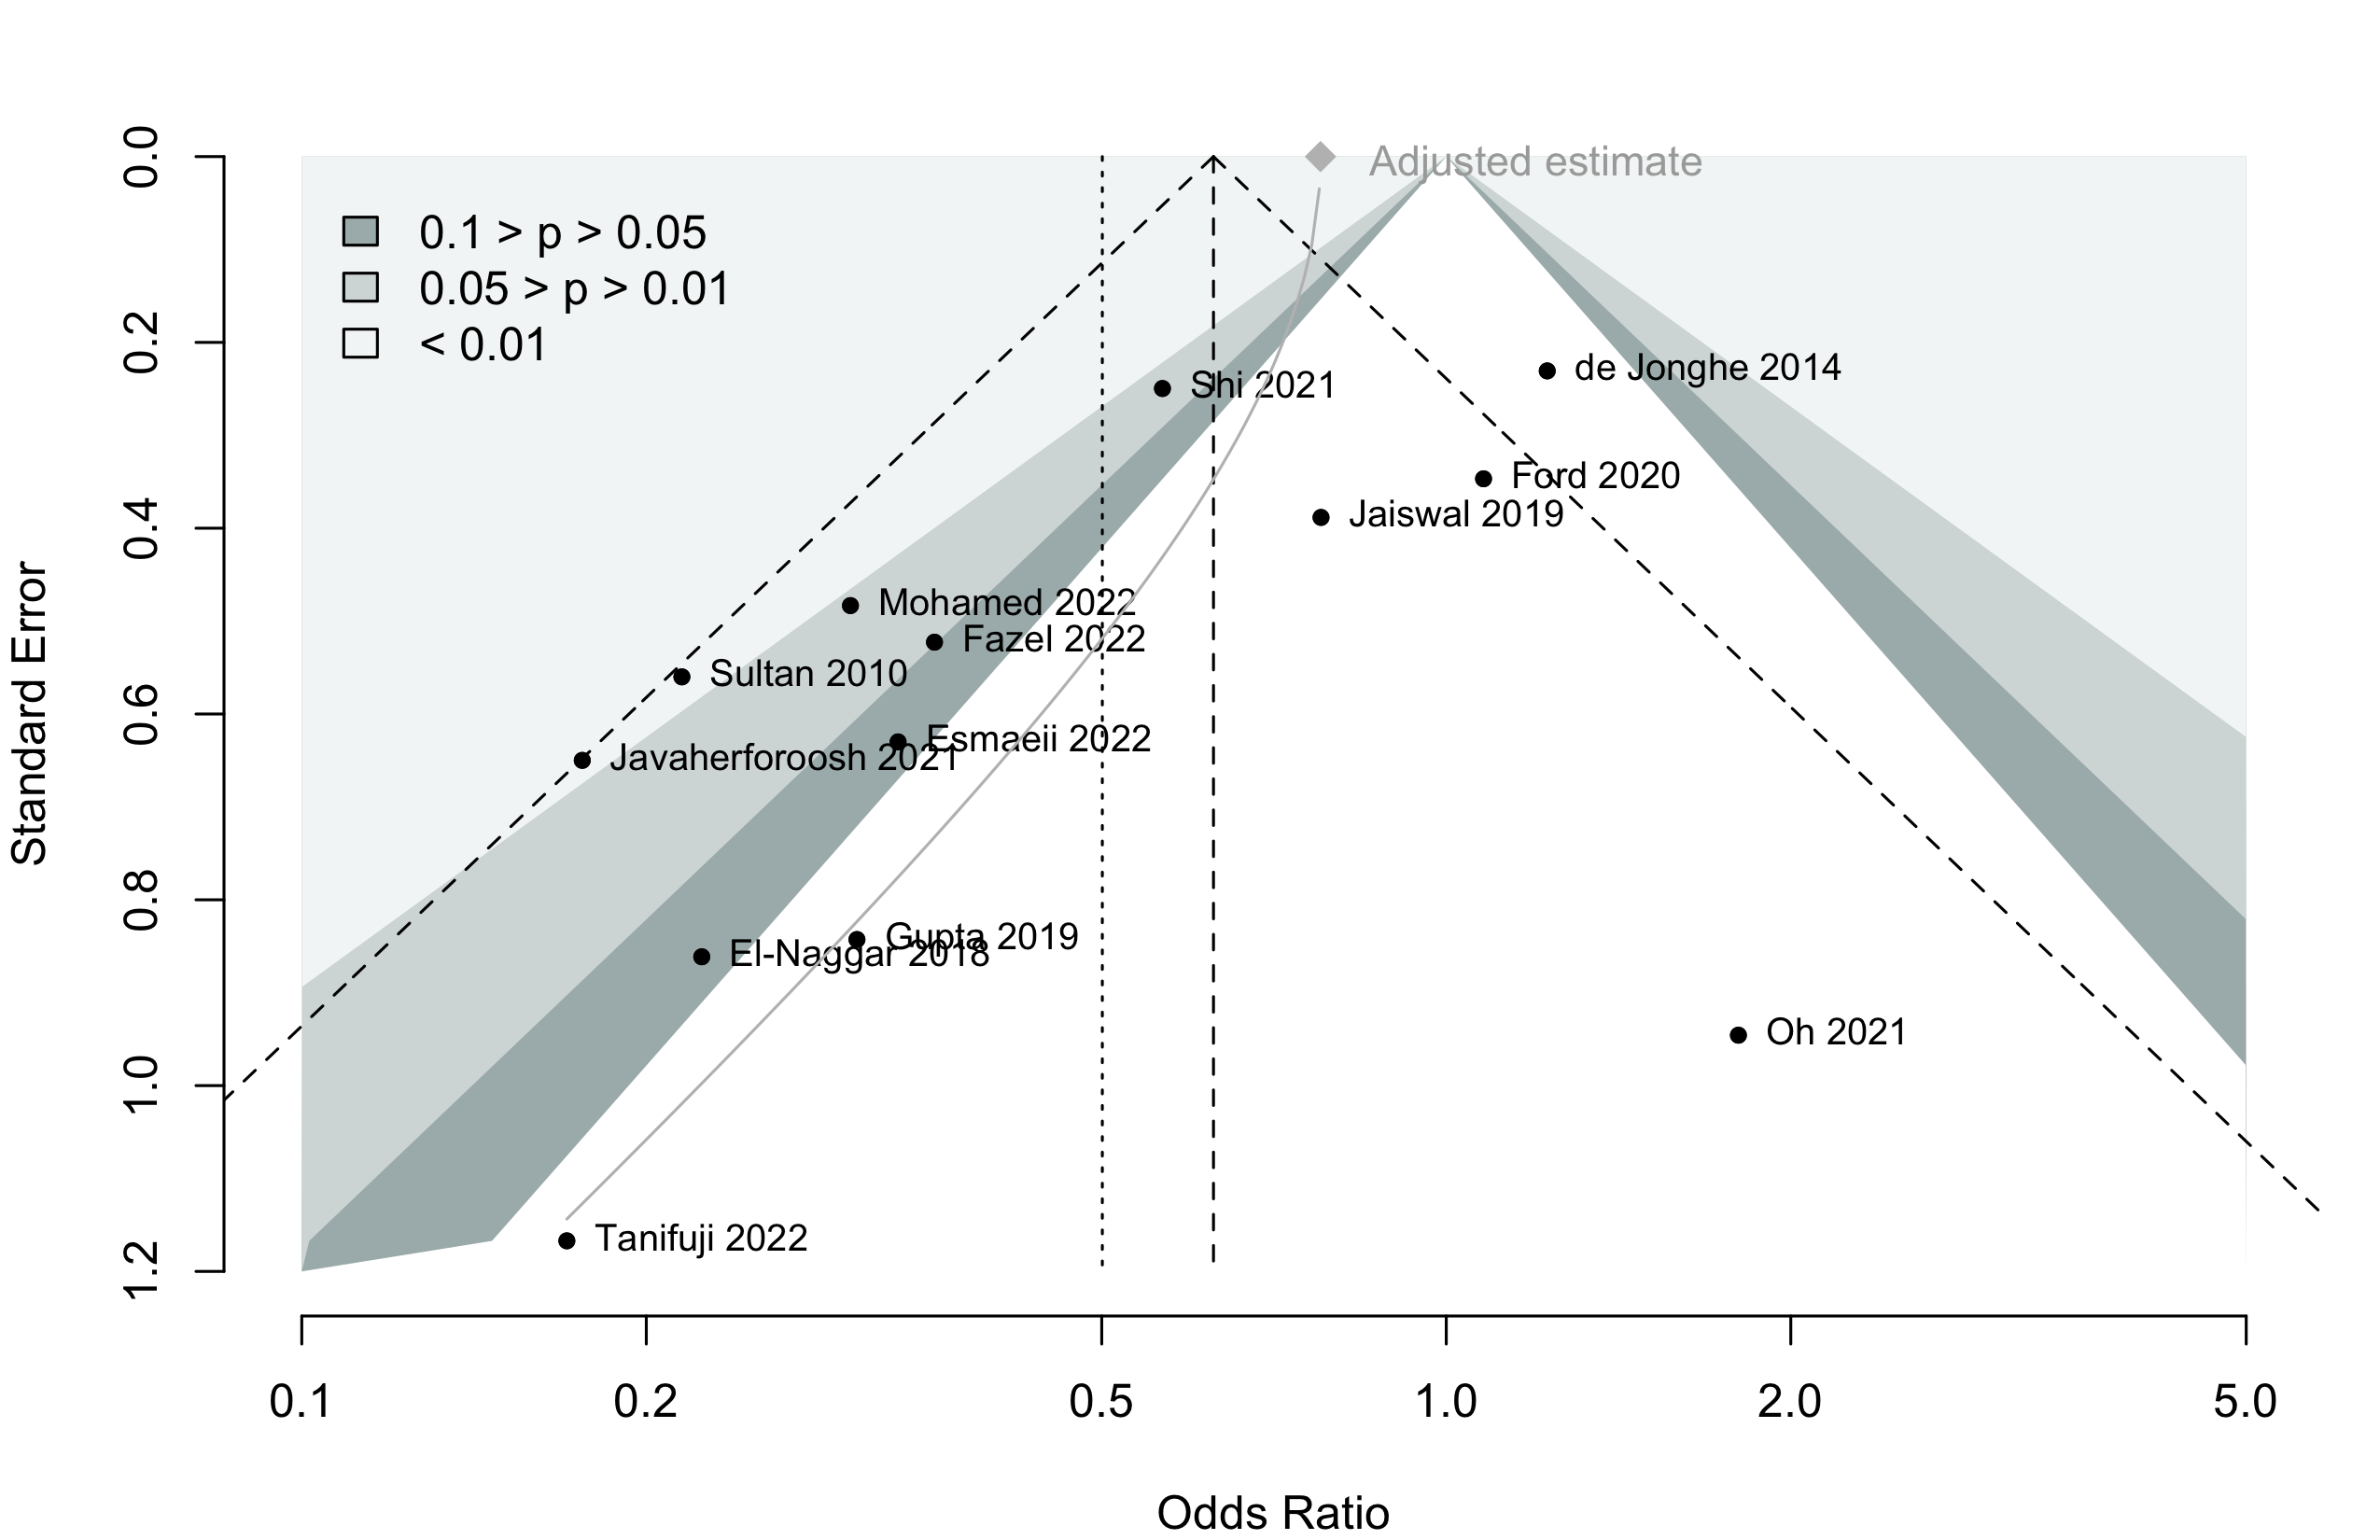 Adjusted estimate
0.1 > p > 0.05
0.05 > p > 0.01
< 0.01
Shi 2021
de Jonghe 2014
Ford 2020
Jaiswal 2019
Mohamed 2022
Fazel 2022
Sultan 2010
Esmaeii 2022
Javaherforoosh 2021
Gupta 2019
El-Naggar 2018
Oh 2021
Tanifuji 2022
Standard Error
0.0
0.2
0.4
0.6
0.8
1.0
1.2
0.1 0.2 0.5 1.0 2.0 5.0
Odds Ratio